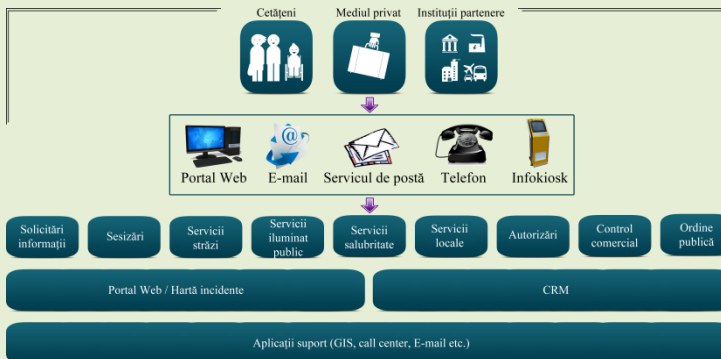 Cetățeni Mediul privat Instituții partenere
@
Portal Web E-mail Servicul de poștă Telefon Infokiosk
Solicitări informații
Sesizări
Servicii străzi
Servicii iluminat public
Servicii salubritate
Servicii locale
Autorizări
Control comercial
Ordine publică
Portal Web / Hartă incidente CRM
Aplicații suport (GIS, call center, E-mail etc.)